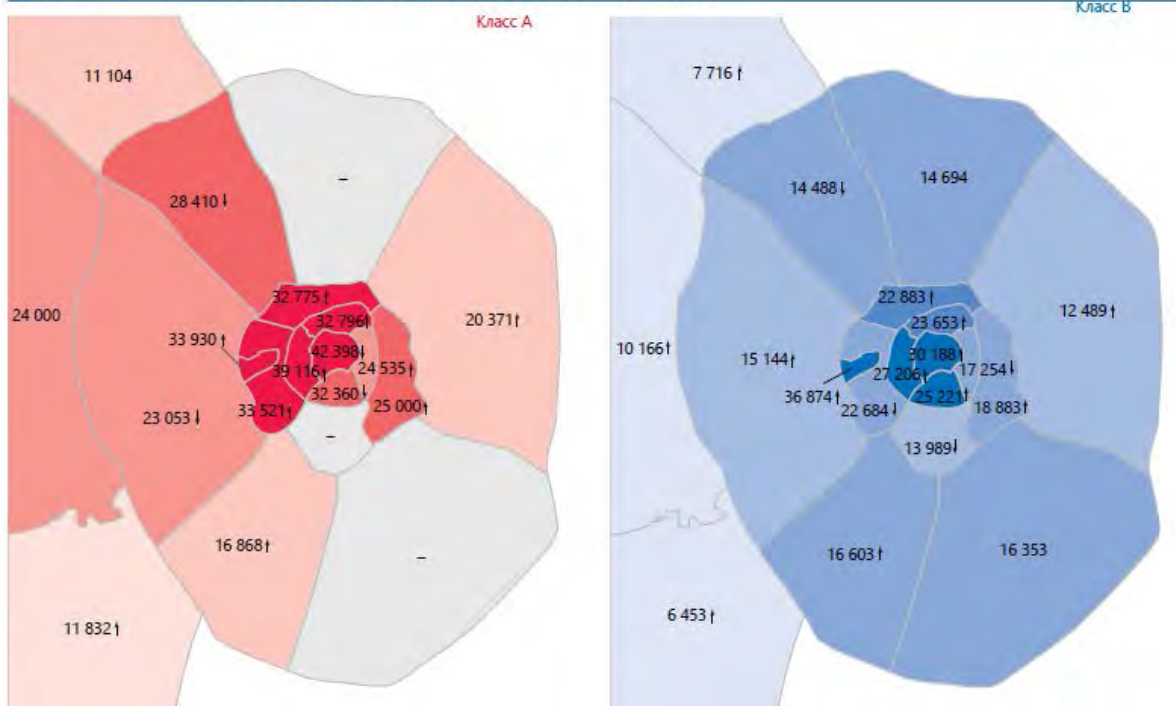 Класс A
11 104
28 410 ↓
–
32 775 ↑
32 796 ↑
24 000
20 371 ↑
33 930 ↑
42 398 ↓
39 116 ↑
24 535 ↑
32 360 ↓
33 521 ↑
25 000 ↑
23 053 ↓
–
16 868 ↑
–
11 832 ↑
Класс B
7 716 ↑
14 488 ↓
14 694
22 883 ↑
23 653 ↑
12 489 ↑
10 166 ↑
15 144 ↑
30 188 ↑
17 254 ↓
27 206 ↑
36 874 ↑
25 221 ↑
22 684 ↓
18 883 ↑
13 989 ↓
16 603 ↑
16 353
6 453 ↑